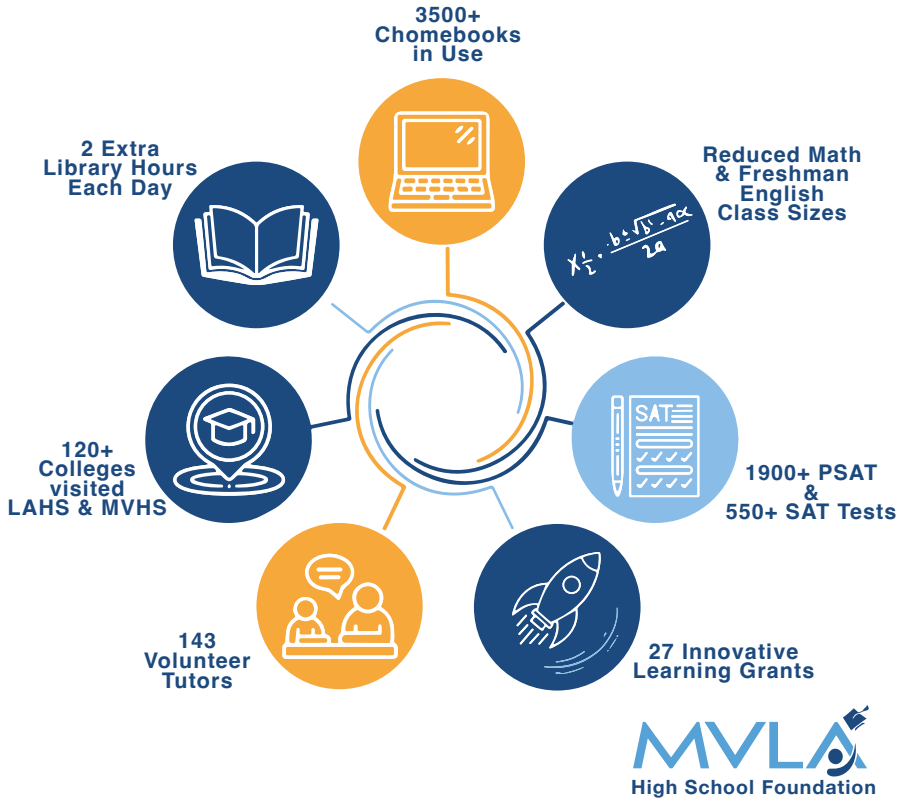 3500+
Chomebooks
in Use
2 Extra
Library Hours
Each Day
Reduced Math
& Freshman
English
Class Sizes
SAT
120+
Colleges
visited
LAHS & MVHS
1900+ PSAT
&
550+ SAT Tests
143
Volunteer
Tutors
27 Innovative
Learning Grants
MVLA
High School Foundation